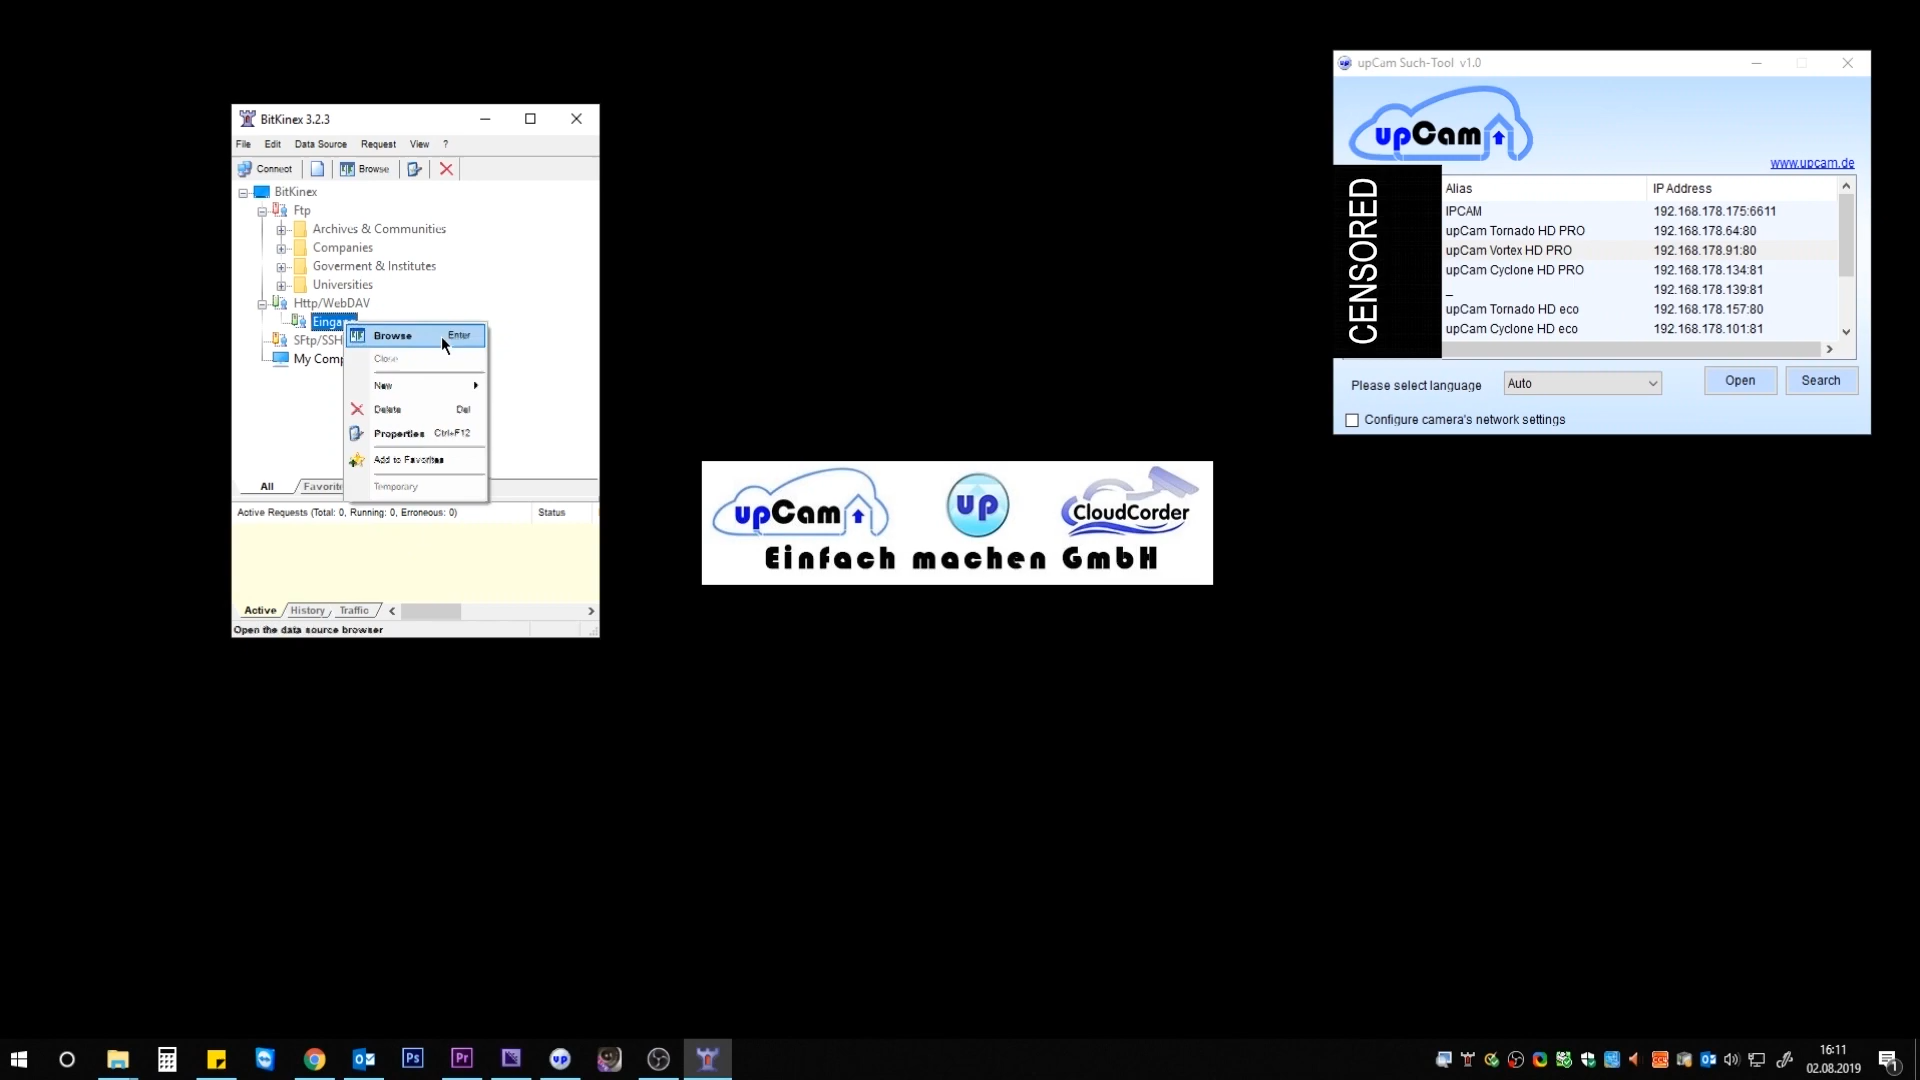 BitKinex 3.2.3
File Edit Data Source Request View ?
Connect Browse
BitKinex
Ftp
Archives & Communities
Companies
Goverment & Institutes
Universities
Http/WebDAV
SFtp/SSH
My Comp
Browse Enter
Close
New
Delete Del
Properties Ctrl+F12
Add to Favorites
Temporary
All
Active Requests (Total: 0, Running: 0, Erroneous: 0) Status
Active History Traffic
Open the data source browser
upCam
up
CloudCorder
Einfach machen GmbH
upCam Such-Tool v1.0
upCam
www.upcam.de
CENSORED
Alias IP Address
IPCAM 192.168.178.175:6611
upCam Tornado HD PRO 192.168.178.64:80
upCam Vortex HD PRO 192.168.178.91:80
upCam Cyclone HD PRO 192.168.178.134:81
_ 192.168.178.139:81
upCam Tornado HD eco 192.168.178.157:80
upCam Cyclone HD eco 192.168.178.101:81
Please select language Auto Open Search
Configure camera's network settings
Ps Pr up
16:11
02.08.2019
1